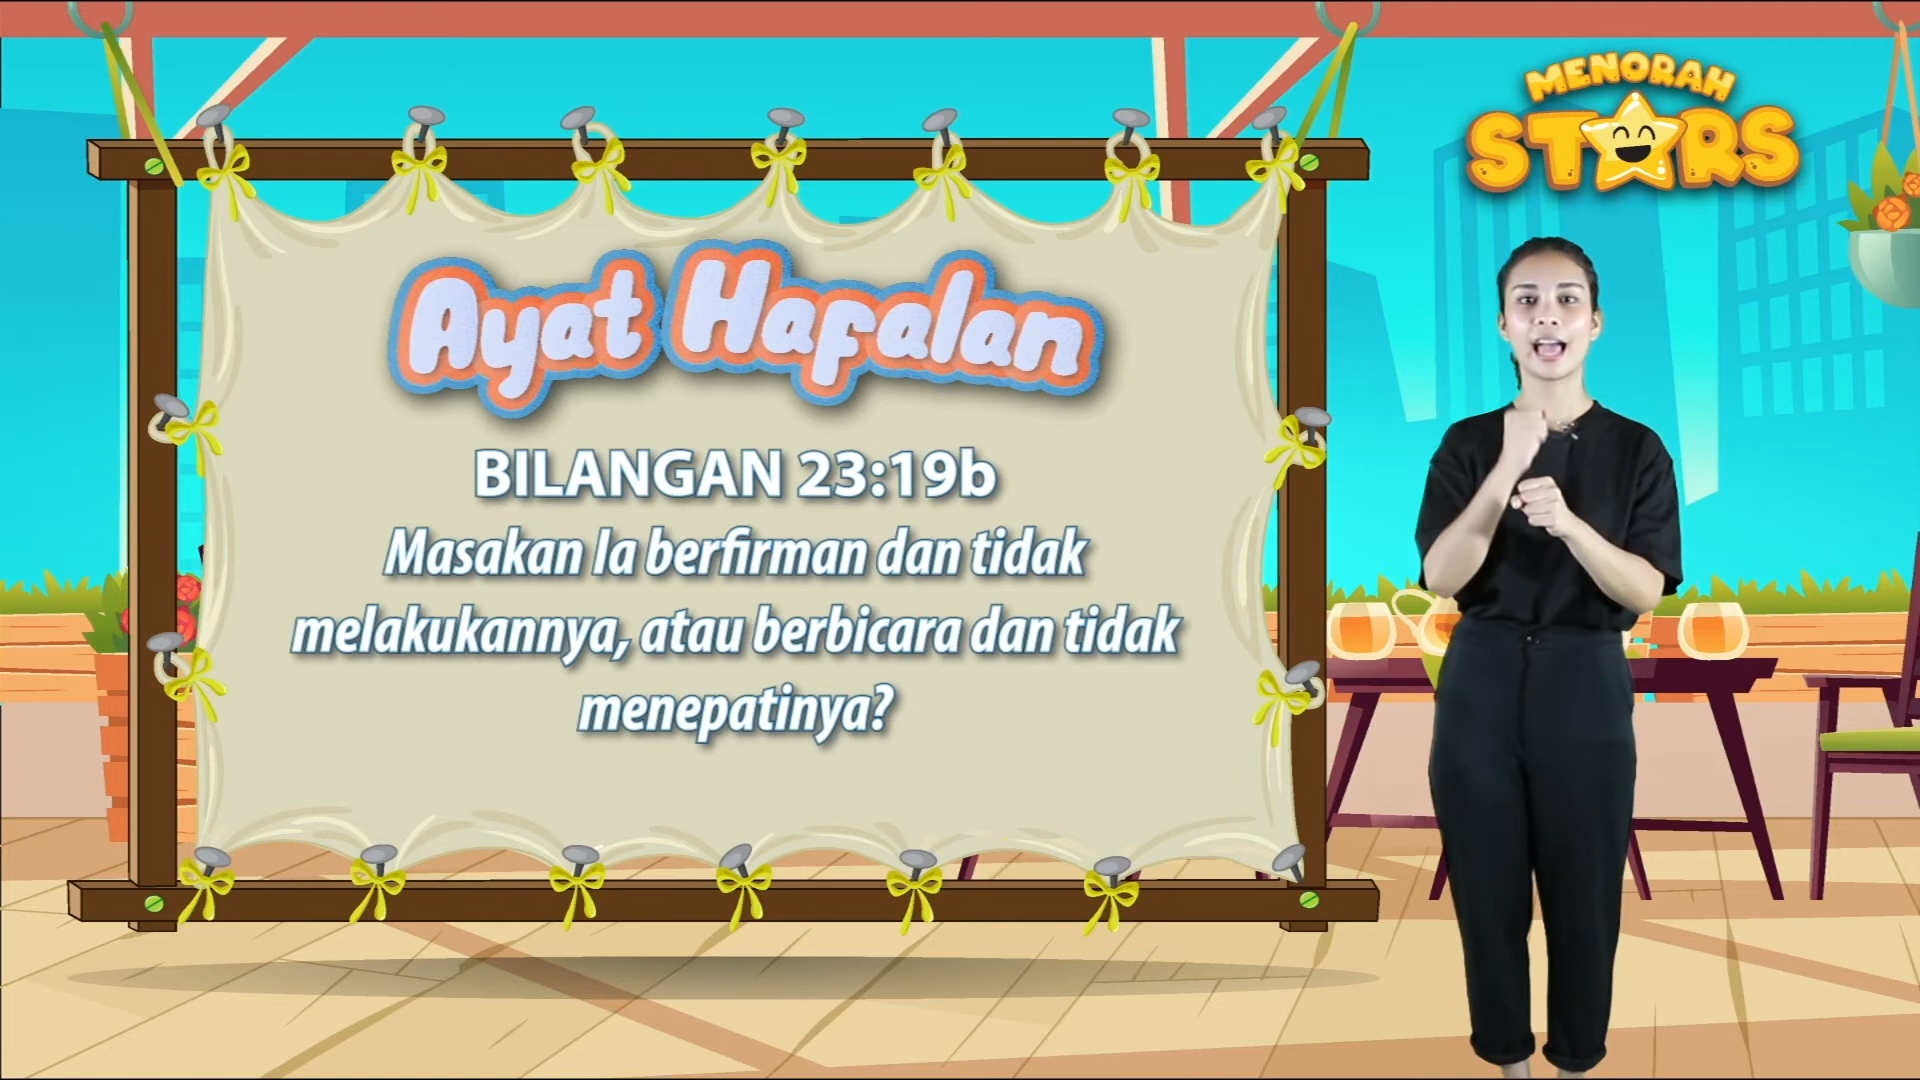 MENORAH
STARS
Ayat Hafalan
BILANGAN 23:19b
Masakan Ia berfirman dan tidak
melakukannya, atau berbicara dan tidak
menepatinya?